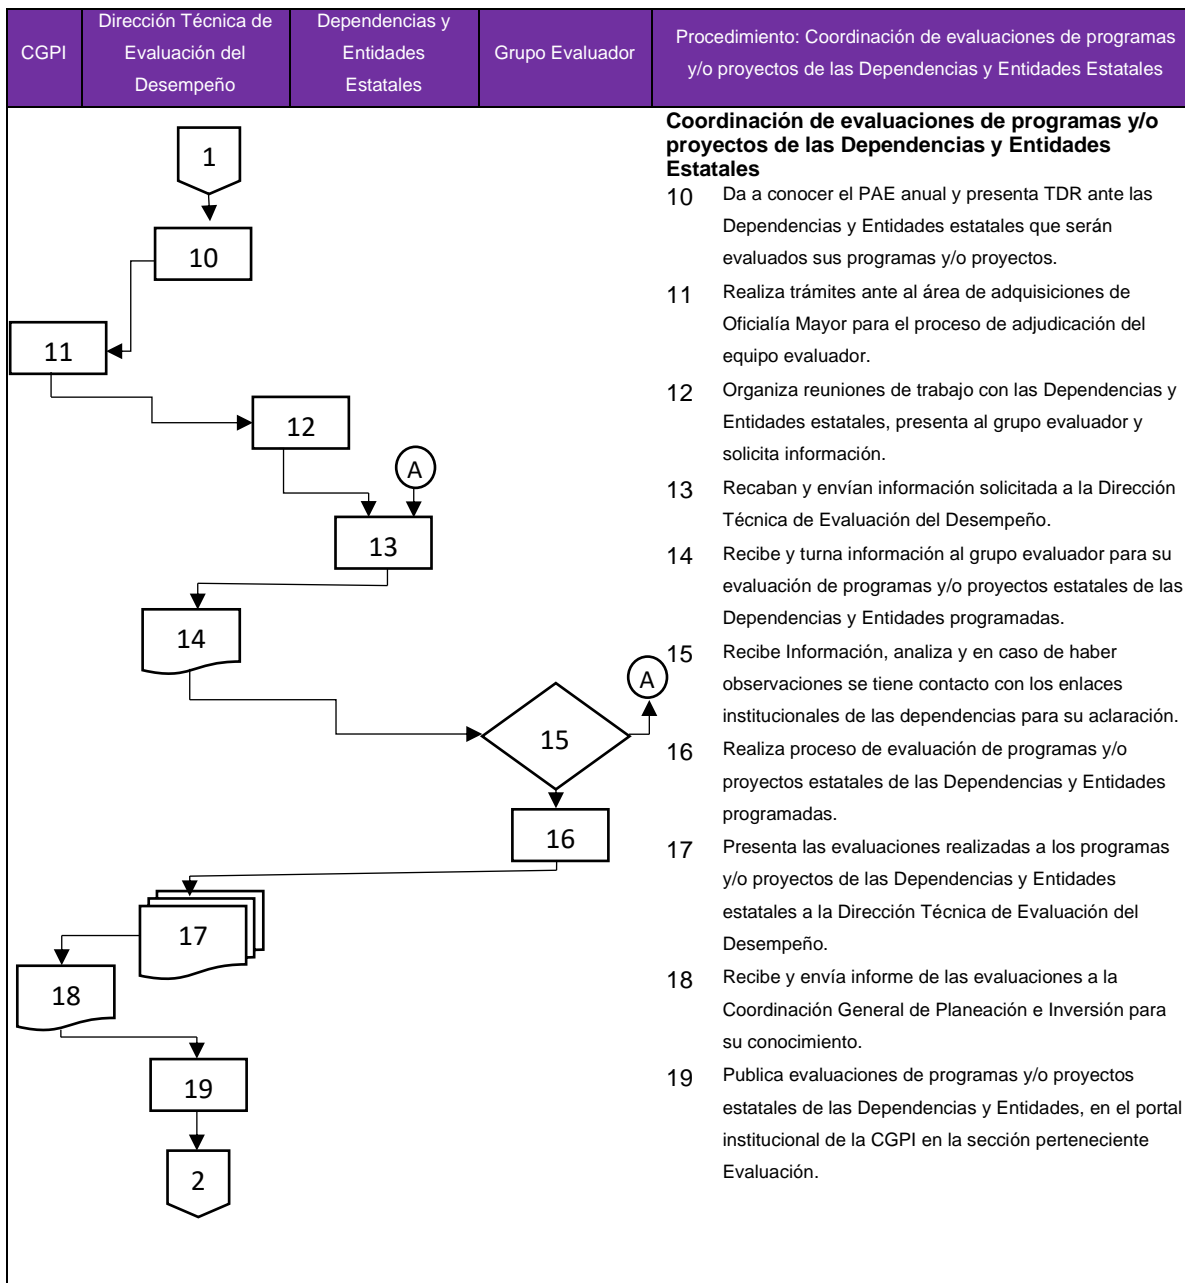 CGPI
Dirección Técnica de
Evaluación del
Desempeño
Dependencias y
Entidades
Estatales
Grupo Evaluador
Procedimiento: Coordinación de evaluaciones de programas
y/o proyectos de las Dependencias y Entidades Estatales
1
10
11
12
A
13
14
A
15
16
17
18
19
2
Coordinación de evaluaciones de programas y/o
proyectos de las Dependencias y Entidades
Estatales
10 Da a conocer el PAE anual y presenta TDR ante las
Dependencias y Entidades estatales que serán
evaluados sus programas y/o proyectos.
11 Realiza trámites ante al área de adquisiciones de
Oficialía Mayor para el proceso de adjudicación del
equipo evaluador.
12 Organiza reuniones de trabajo con las Dependencias y
Entidades estatales, presenta al grupo evaluador y
solicita información.
13 Recaban y envían información solicitada a la Dirección
Técnica de Evaluación del Desempeño.
14 Recibe y turna información al grupo evaluador para su
evaluación de programas y/o proyectos estatales de las
Dependencias y Entidades programadas.
15 Recibe Información, analiza y en caso de haber
observaciones se tiene contacto con los enlaces
institucionales de las dependencias para su aclaración.
16 Realiza proceso de evaluación de programas y/o
proyectos estatales de las Dependencias y Entidades
programadas.
17 Presenta las evaluaciones realizadas a los programas
y/o proyectos de las Dependencias y Entidades
estatales a la Dirección Técnica de Evaluación del
Desempeño.
18 Recibe y envía informe de las evaluaciones a la
Coordinación General de Planeación e Inversión para
su conocimiento.
19 Publica evaluaciones de programas y/o proyectos
estatales de las Dependencias y Entidades, en el portal
institucional de la CGPI en la sección perteneciente
Evaluación.